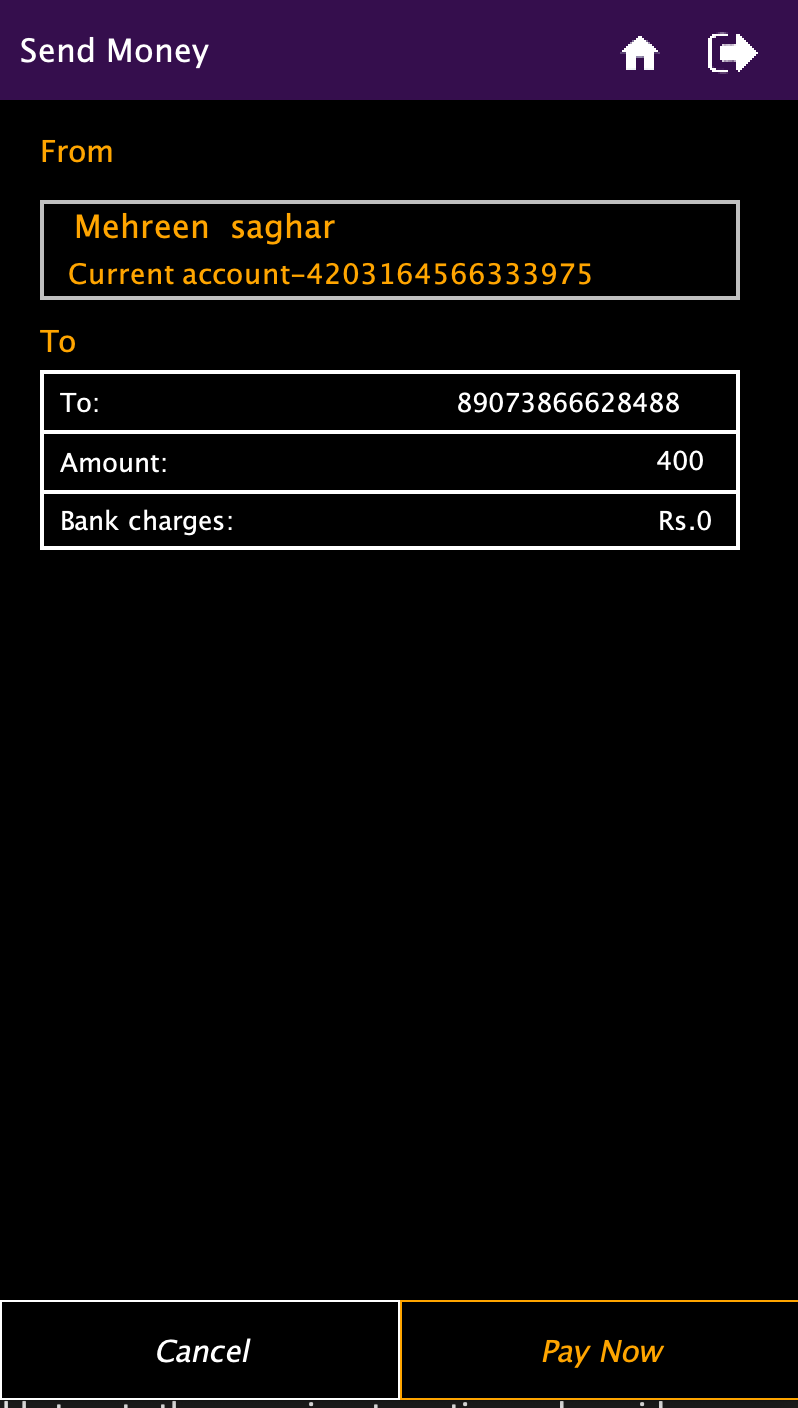 Send Money
From
Mehreen saghar
Current account-4203164566333975
To
To: 89073866628488
Amount: 400
Bank charges: Rs.0
Cancel
Pay Now